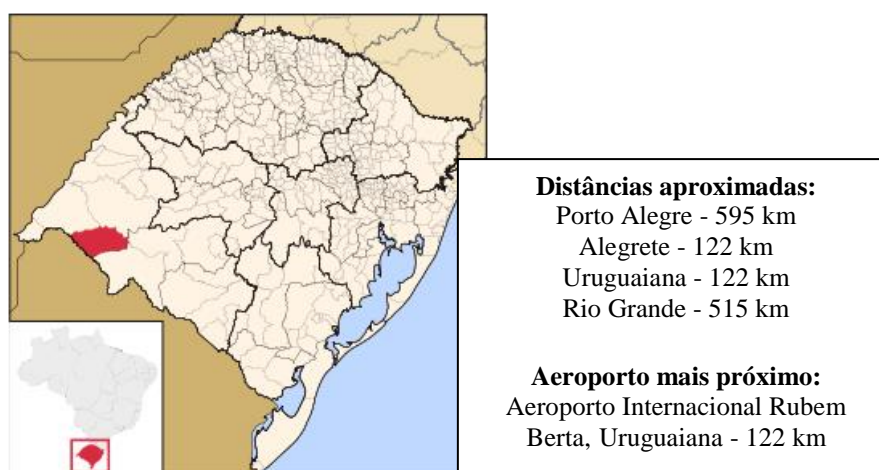 Distâncias aproximadas:
Porto Alegre - 595 km
Alegrete - 122 km
Uruguaiana - 122 km
Rio Grande - 515 km
Aeroporto mais próximo:
Aeroporto Internacional Rubem
Berta, Uruguaiana - 122 km